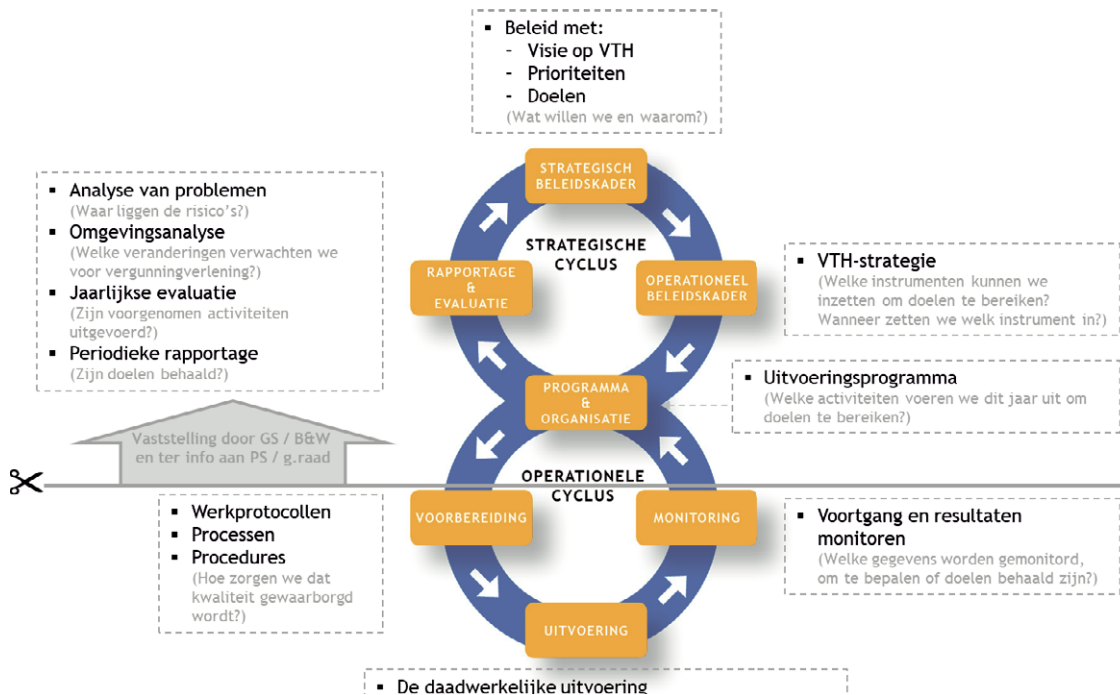 ▪ Beleid met:
- Visie op VTH
- Prioriteiten
- Doelen
(Wat willen we en waarom?)
STRATEGISCH
BELEIDSKADER
▪ Analyse van problemen
(Waar liggen de risico's?)
▪ Omgevingsanalyse
(Welke veranderingen verwachten we
voor vergunningverlening?)
▪ Jaarlijkse evaluatie
(Zijn voorgenomen activiteiten
uitgevoerd?)
▪ Periodieke rapportage
(Zijn doelen behaald?)
STRATEGISCHE
CYCLUS
RAPPORTAGE
&
EVALUATIE
OPERATIONEEL
BELEIDSKADER
▪ VTH-strategie
(Welke instrumenten kunnen we
inzetten om doelen te bereiken?
Wanneer zetten we welk instrument in?)
PROGRAMMA
&
ORGANISATIE
▪ Uitvoeringsprogramma
(Welke activiteiten voeren we dit jaar uit om
doelen te bereiken?)
Vaststelling door GS / B&W
en ter info aan PS / g.raad
OPERATIONELE
CYCLUS
▪ Werkprotocollen
▪ Processen
▪ Procedures
(Hoe zorgen we dat
kwaliteit gewaarborgd
wordt?)
VOORBEREIDING
MONITORING
▪ Voortgang en resultaten
monitoren
(Welke gegevens worden gemonitord,
om te bepalen of doelen behaald zijn?)
UITVOERING
▪ De daadwerkelijke uitvoering